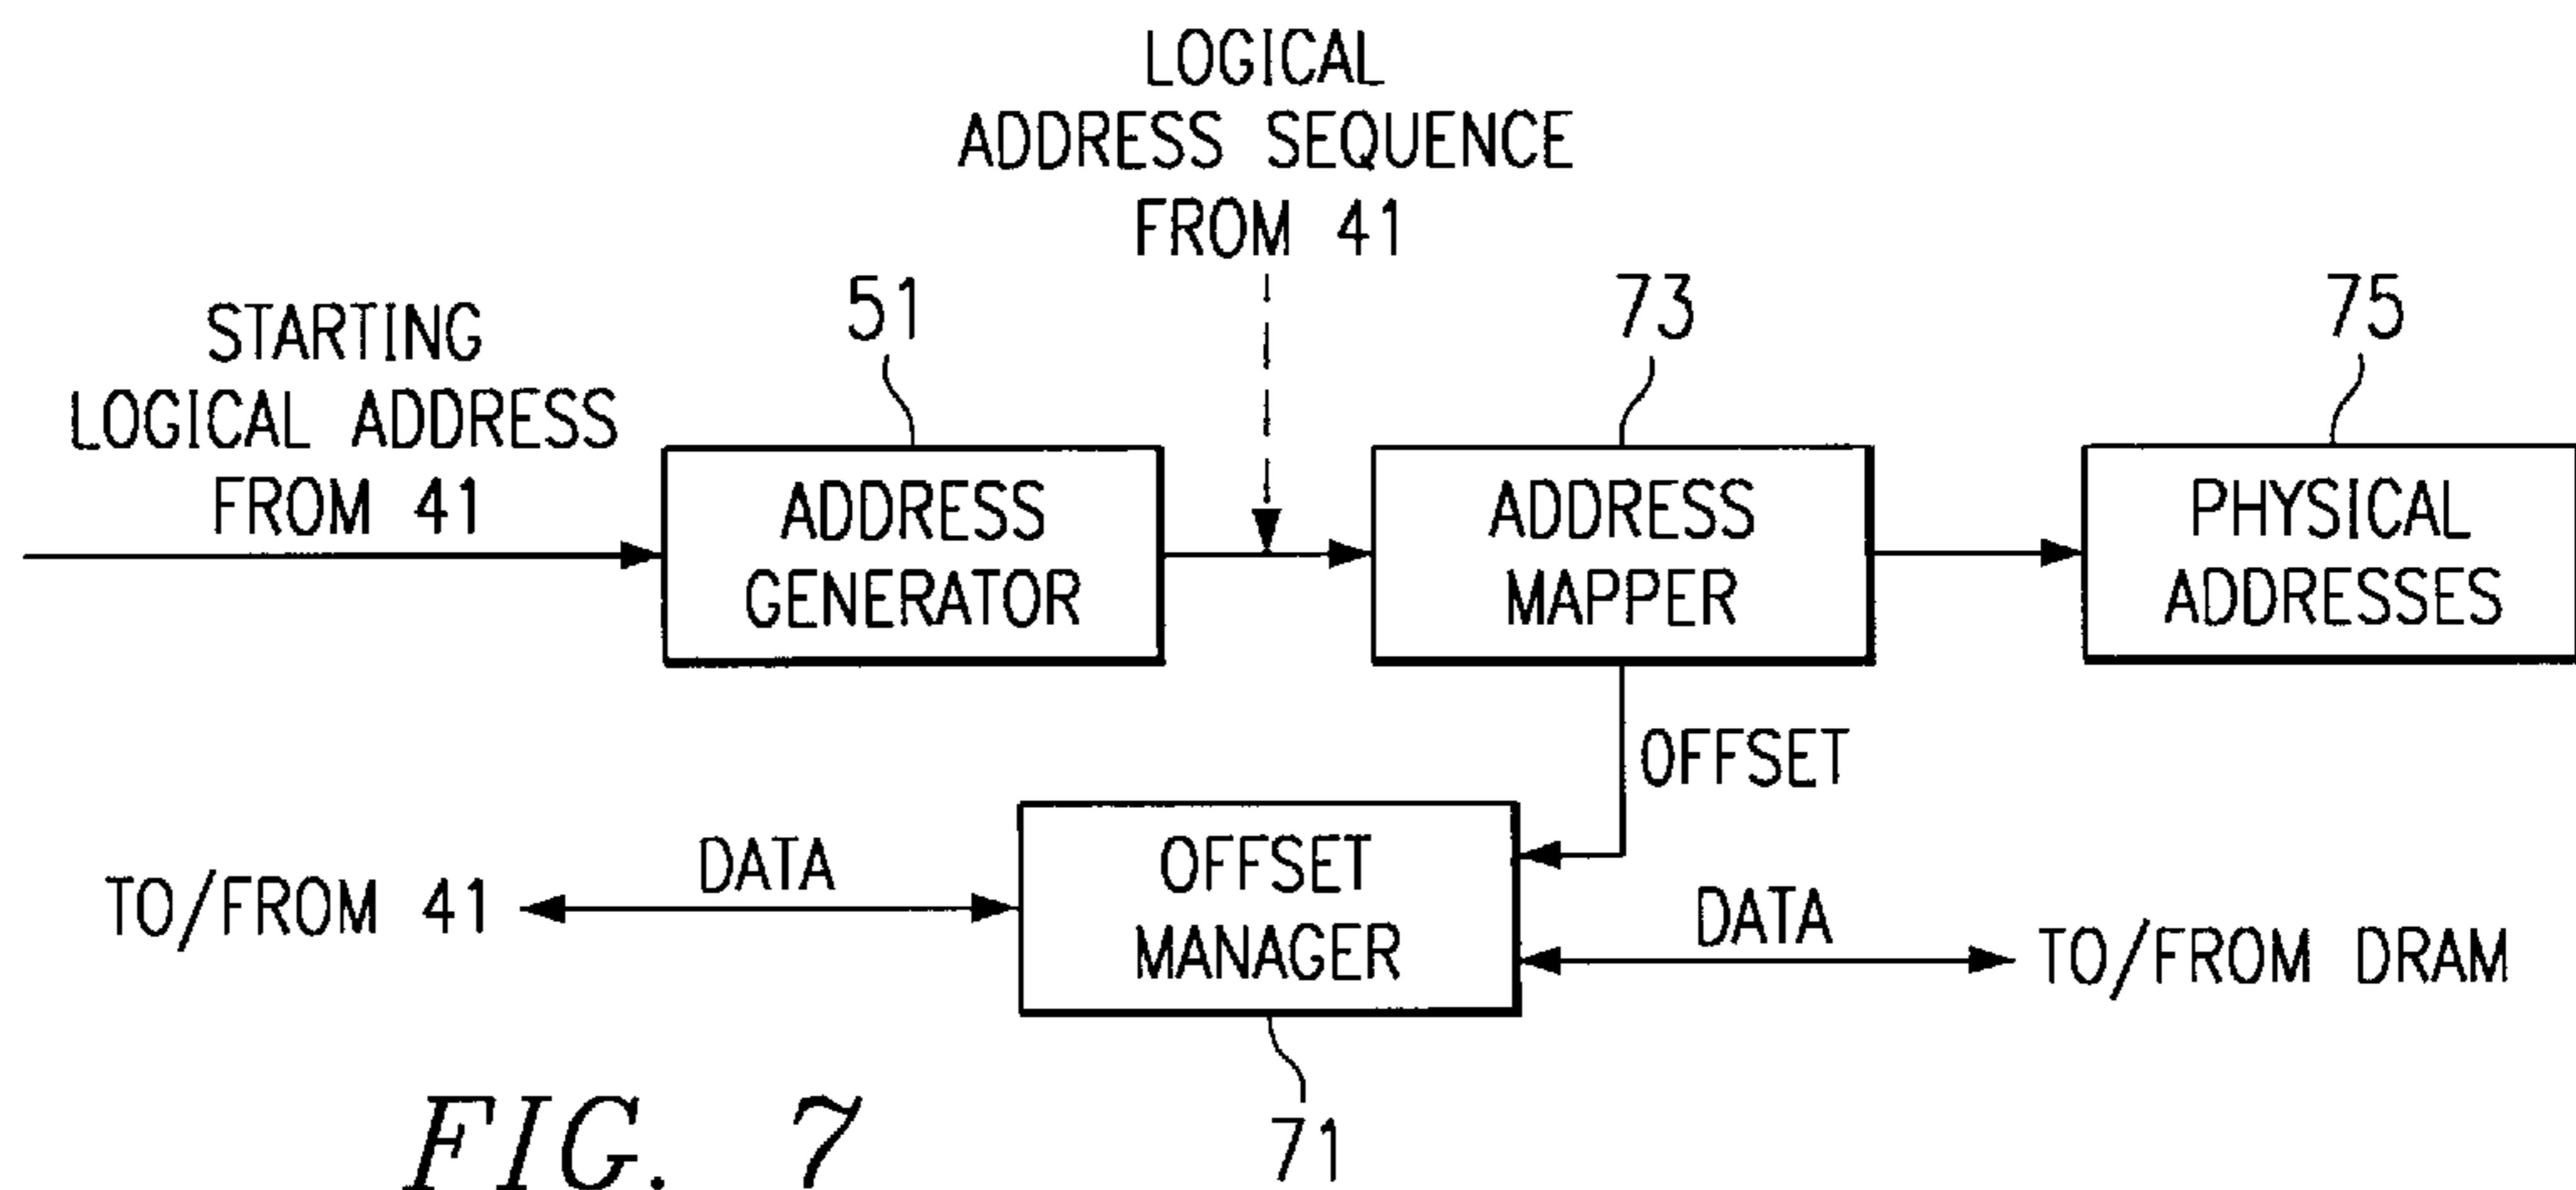 LOGICAL
ADDRESS SEQUENCE
FROM 41
STARTING
LOGICAL ADDRESS
FROM 41
51
73
75
ADDRESS
GENERATOR
ADDRESS
MAPPER
PHYSICAL
ADDRESSES
OFFSET
TO/FROM 41
DATA
OFFSET
MANAGER
DATA
TO/FROM DRAM
71
FIG. 7